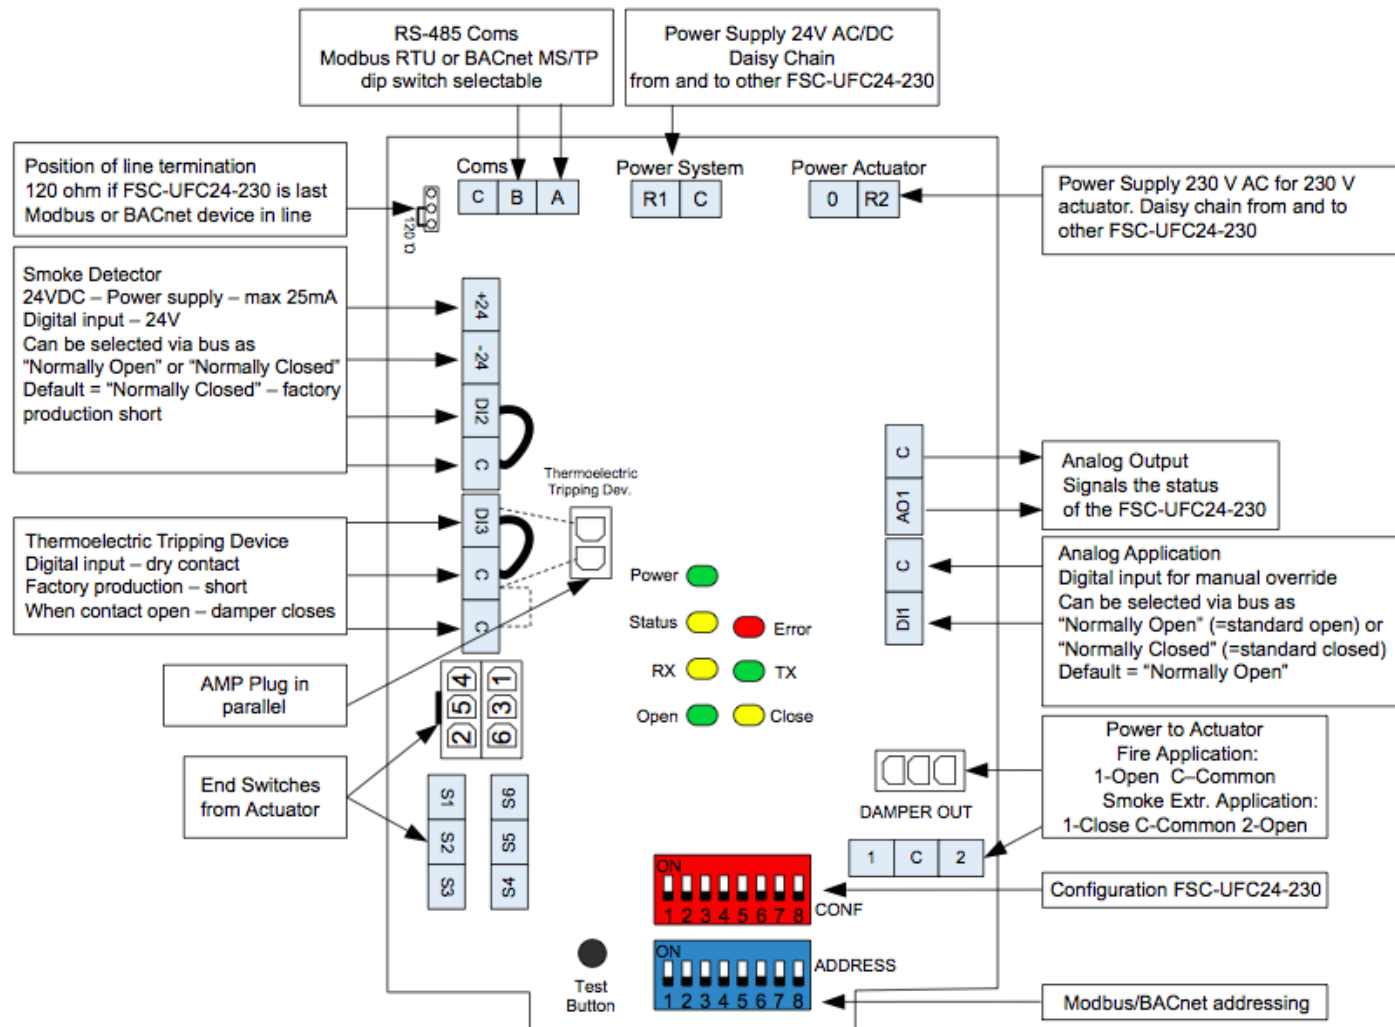 RS-485 Coms
Modbus RTU or BACnet MS/TP
dip switch selectable
Power Supply 24V AC/DC
Daisy Chain
from and to other FSC-UFC24-230
Position of line termination
120 ohm if FSC-UFC24-230 is last
Modbus or BACnet device in line
120 Ω
Coms
C B A
Power System
R1 C
Power Actuator
0 R2
Power Supply 230 V AC for 230 V
actuator. Daisy chain from and to
other FSC-UFC24-230
Smoke Detector
24VDC – Power supply – max 25mA
Digital input – 24V
Can be selected via bus as
“Normally Open” or “Normally Closed”
Default = “Normally Closed” – factory
production short
+24
-24
DI2
C
DI3
C
C
Thermoelectric
Tripping Dev.
Thermoelectric Tripping Device
Digital input – dry contact
Factory production – short
When contact open – damper closes
AMP Plug in
parallel
C
AO1
C
DI1
Analog Output
Signals the status
of the FSC-UFC24-230
Analog Application
Digital input for manual override
Can be selected via bus as
“Normally Open” (=standard open) or
“Normally Closed” (=standard closed)
Default = “Normally Open”
Power
Status
Error
RX
TX
Open
Close
4 1
5 3
2 6
End Switches
from Actuator
S1 S6
S2 S5
S3 S4
Power to Actuator
Fire Application:
1-Open C–Common
Smoke Extr. Application:
1-Close C-Common 2-Open
DAMPER OUT
1 C 2
ON
1 2 3 4 5 6 7 8
CONF
Configuration FSC-UFC24-230
ON
1 2 3 4 5 6 7 8
ADDRESS
Modbus/BACnet addressing
Test
Button